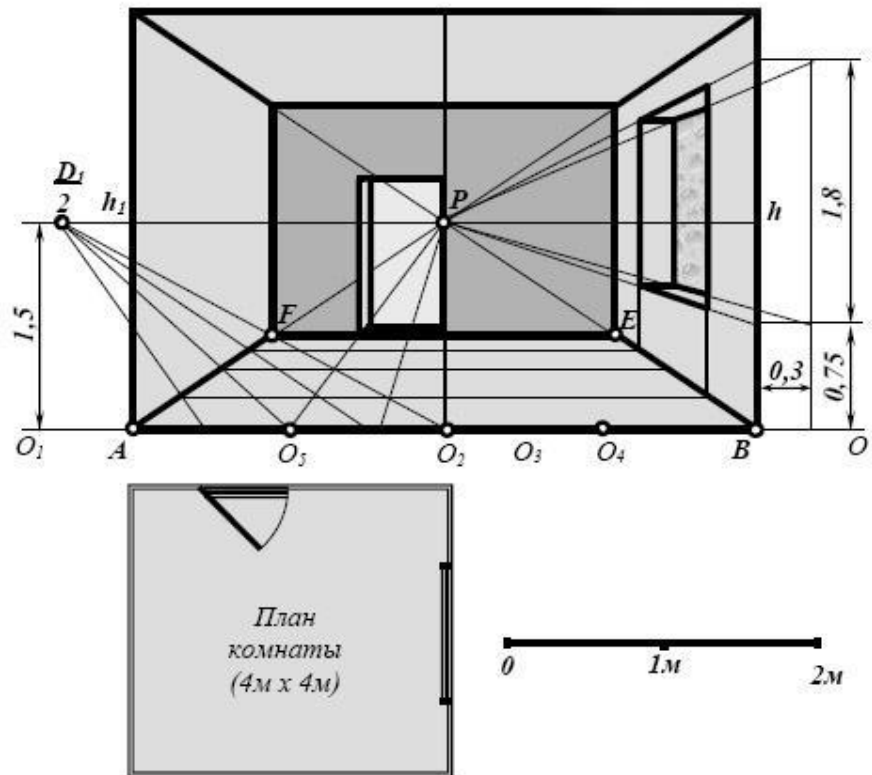 D₁
2
h₁
P
h
1,8
1,5
F
E
0,3
0,75
O₁
A
O₅
O₂
O₃
O₄
B
O
План
комнаты
(4м x 4м)
0
1м
2м